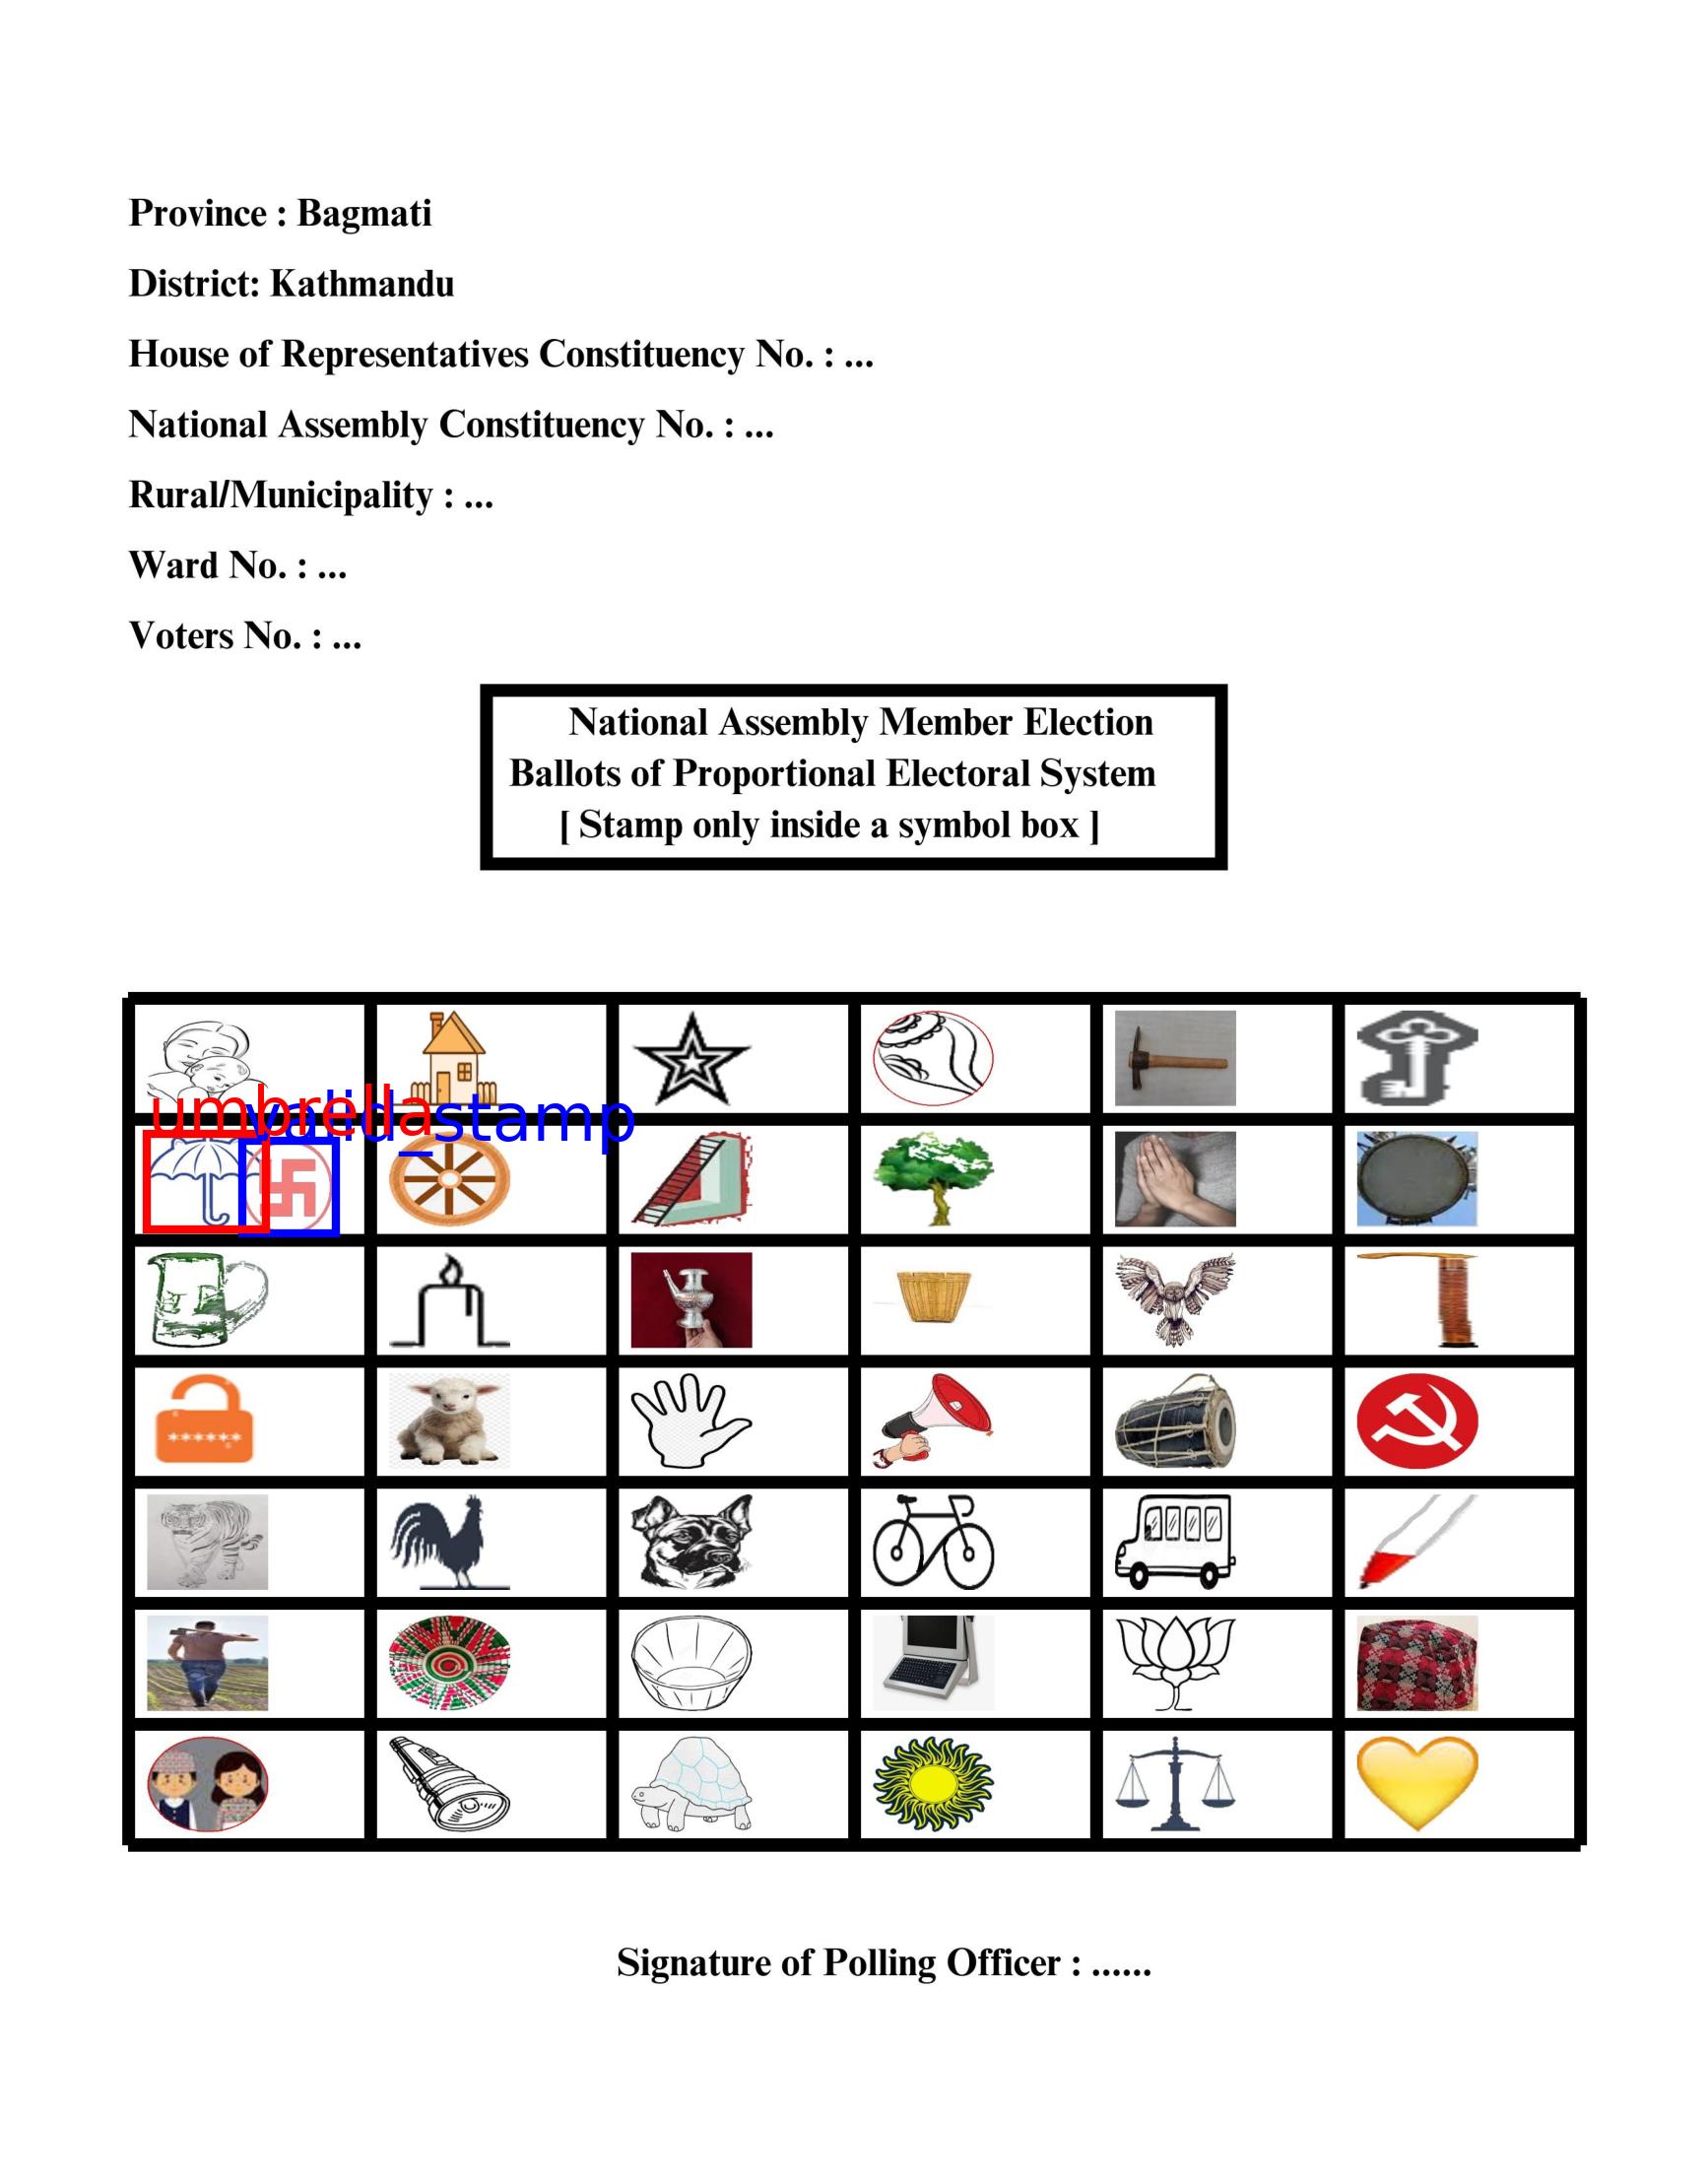 Province : Bagmati
District: Kathmandu
House of Representatives Constituency No. : ...
National Assembly Constituency No. : ...
Rural/Municipality : ...
Ward No. : ...
Voters No. : ...
National Assembly Member Election
Ballots of Proportional Electoral System
[ Stamp only inside a symbol box ]
umbrella
valid_stamp
******
Signature of Polling Officer : ......